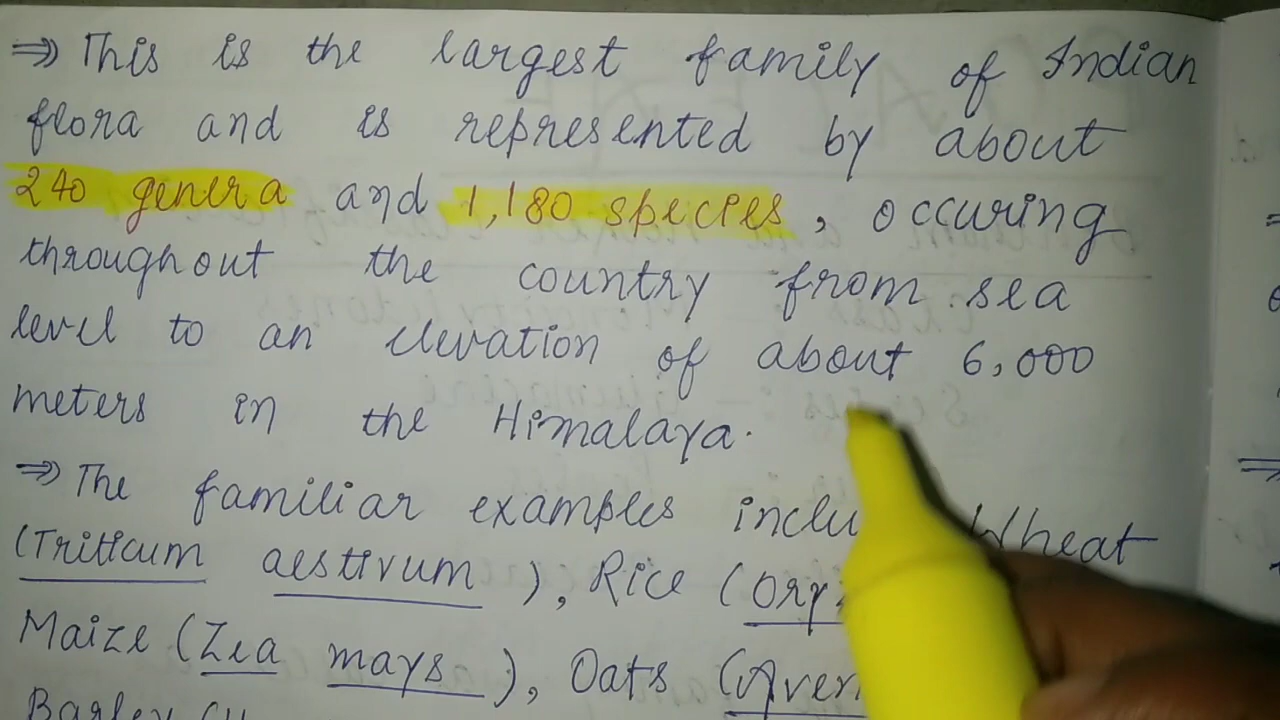 ⇒ This is the largest family of Indian
flora and is represented by about
240 genera and 1,180 species, occuring
throughout the country from sea
level to an elevation of about 6,000
meters in the Himalaya.
⇒ The familiar examples inclu Wheat
(Triticum aestivum), Rice (Ory
Maize (Zea mays), Oats (Aven
Barley (H